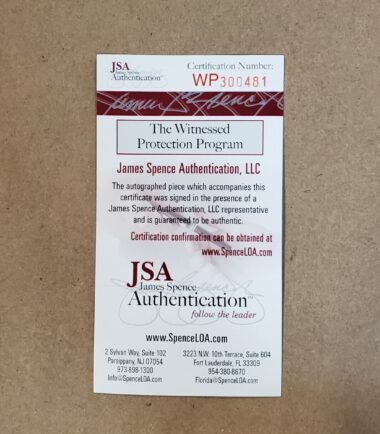 JSA
James Spence
Authentication™
Certification Number:
WP300481
The Witnessed
Protection Program
James Spence Authentication, LLC
The autographed piece which accompanies this
certificate was signed in the presence of a
James Spence Authentication, LLC representative
and is guaranteed to be authentic.
Certification confirmation can be obtained at
www.SpenceLOA.com
JSA
James Spence
Authentication™
follow the leader
www.SpenceLOA.com
2 Sylvan Way, Suite 102
Parsippany, NJ 07054
973-898-1300
Info@SpenceLOA.com
3223 N.W. 10th Terrace, Suite 604
Fort Lauderdale, FL 33309
954-380-8670
Florida@SpenceLOA.com